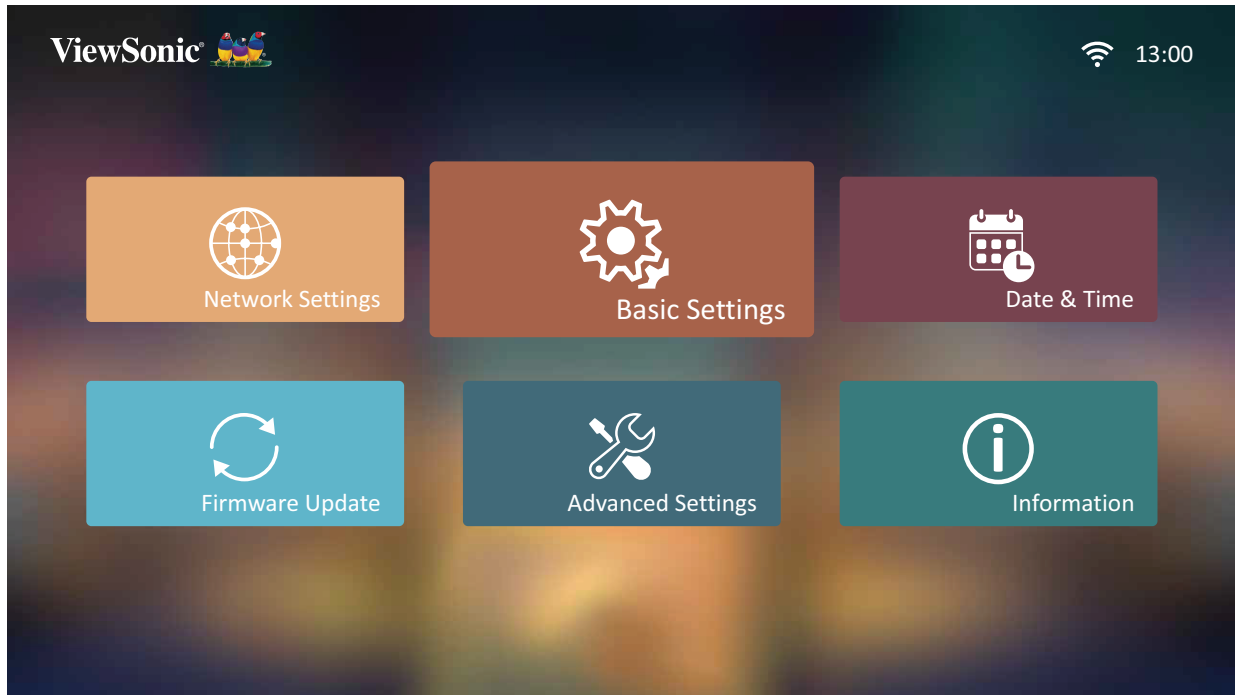 ViewSonic®
13:00
Network Settings
Basic Settings
Date & Time
Firmware Update
Advanced Settings
Information